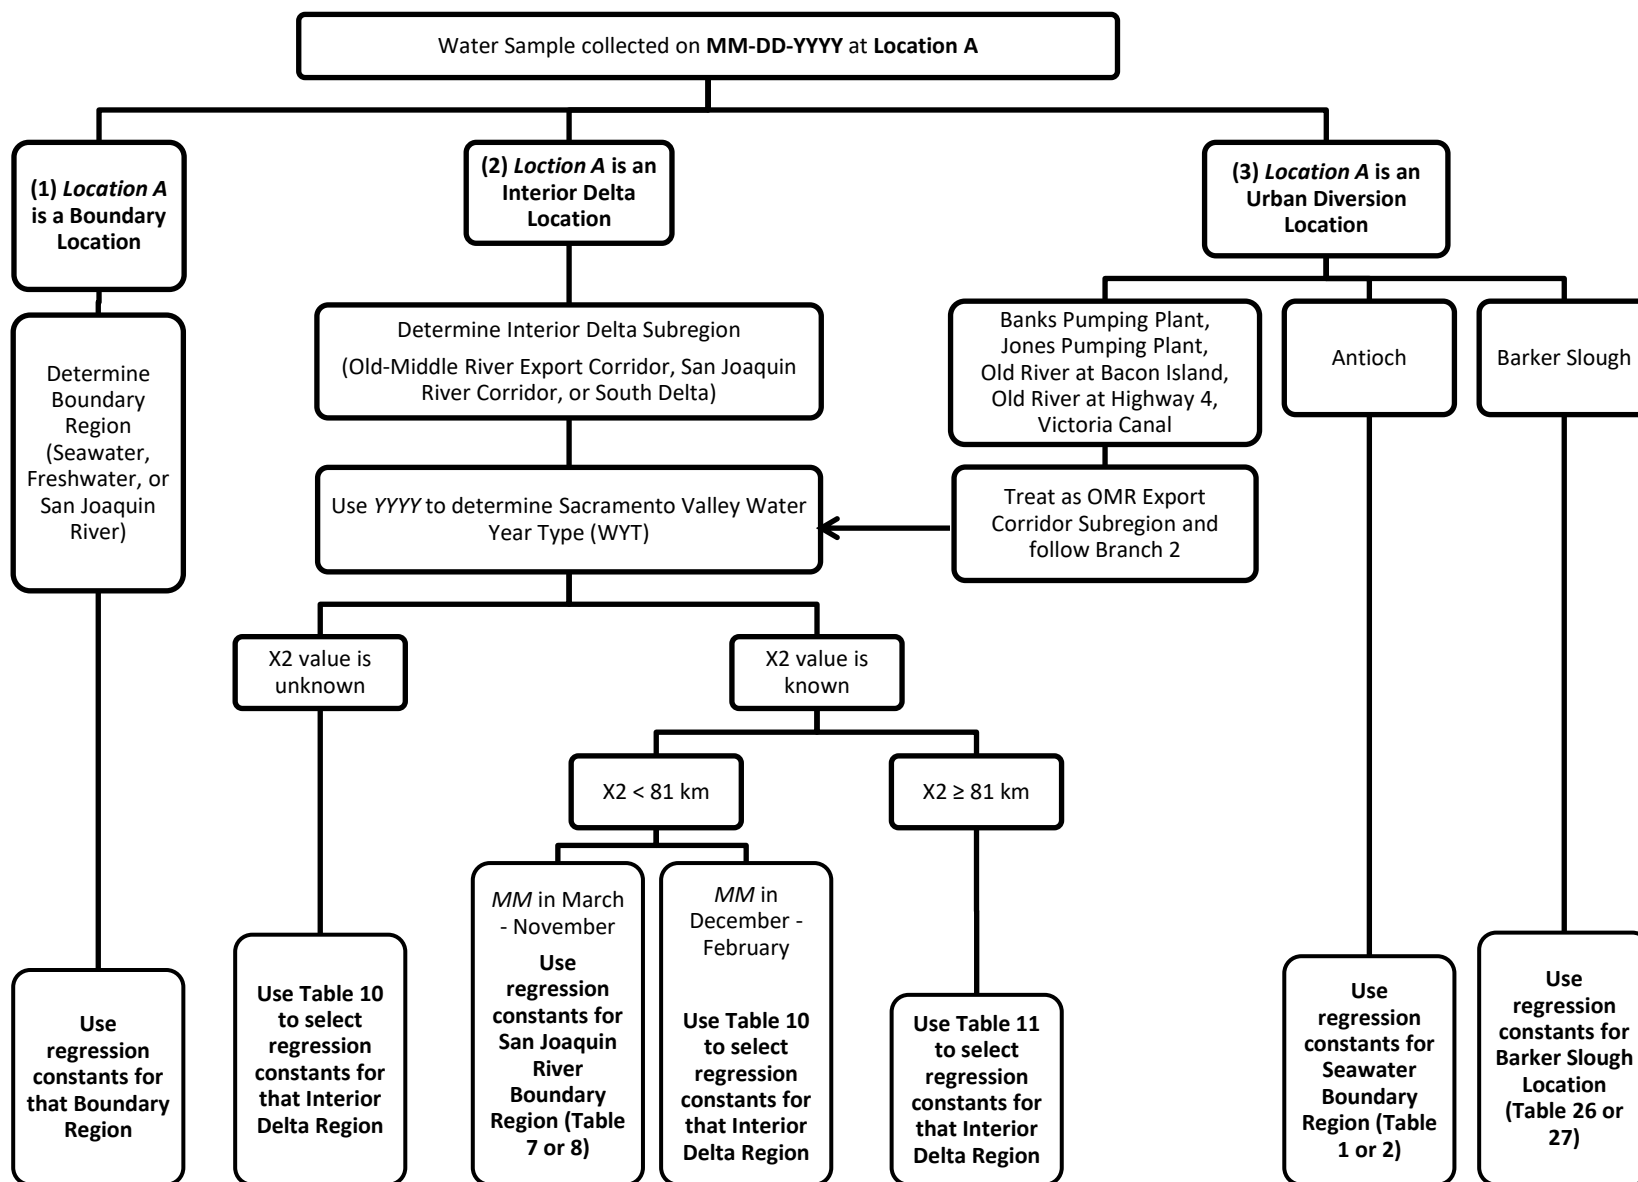 Water Sample collected on MM-DD-YYYY at Location A
(1) Location A
is a Boundary
Location
(2) Loction A is an
Interior Delta
Location
(3) Location A is an
Urban Diversion
Location
Determine
Boundary
Region
(Seawater,
Freshwater, or
San Joaquin
River)
Determine Interior Delta Subregion
(Old-Middle River Export Corridor, San Joaquin
River Corridor, or South Delta)
Banks Pumping Plant,
Jones Pumping Plant,
Old River at Bacon Island,
Old River at Highway 4,
Victoria Canal
Antioch
Barker Slough
Use YYYY to determine Sacramento Valley Water
Year Type (WYT)
Treat as OMR Export
Corridor Subregion and
follow Branch 2
X2 value is
unknown
X2 value is
known
X2 < 81 km
X2 ≥ 81 km
Use
regression
constants for
that Boundary
Region
Use Table 10
to select
regression
constants for
that Interior
Delta Region
MM in March
- November
Use
regression
constants for
San Joaquin
River
Boundary
Region (Table
7 or 8)
MM in
December -
February
Use Table 10
to select
regression
constants for
that Interior
Delta Region
Use Table 11
to select
regression
constants for
that Interior
Delta Region
Use
regression
constants for
Seawater
Boundary
Region (Table
1 or 2)
Use
regression
constants for
Barker Slough
Location
(Table 26 or
27)